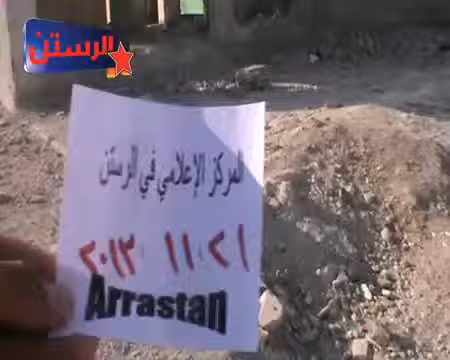 الرستن
المركز الإعلامي في الرستن
٢٠١٣ ١١ ٢١
Arrastan